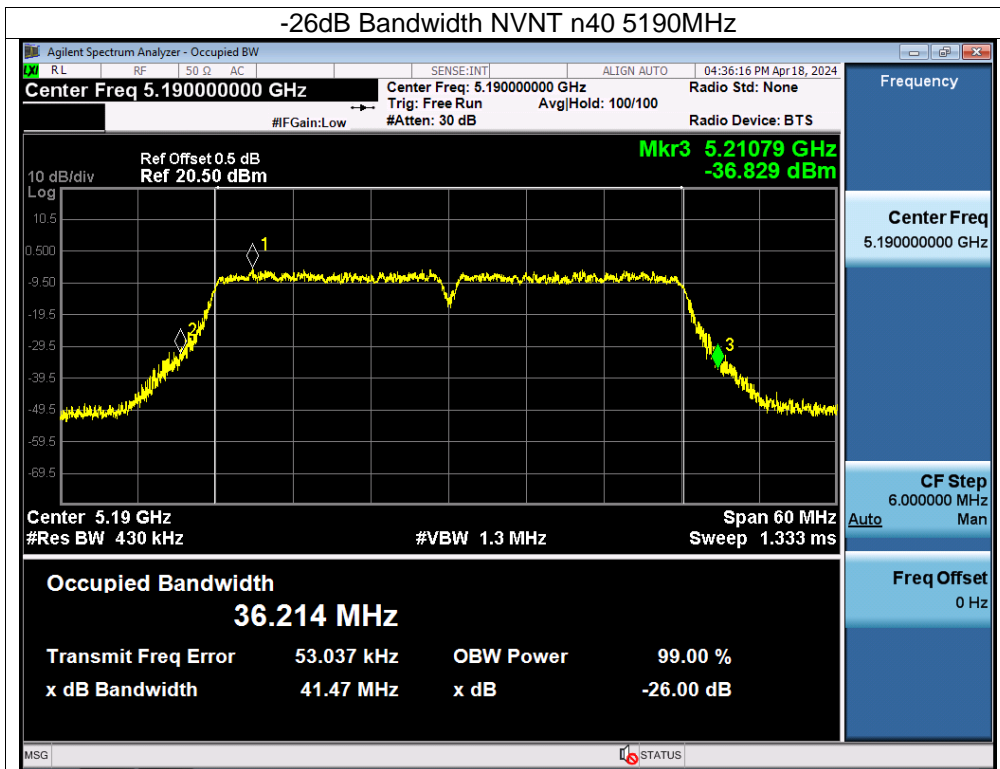 -26dB Bandwidth NVNT n40 5190MHz
Agilent Spectrum Analyzer - Occupied BW
LXI RL RF 50 Ω AC SENSE:INT ALIGN AUTO 04:36:16 PM Apr 18, 2024
Center Freq 5.190000000 GHz
Center Freq: 5.190000000 GHz Radio Std: None
Trig: Free Run Avg|Hold: 100/100
#IFGain:Low #Atten: 30 dB Radio Device: BTS
Frequency
Mkr3 5.21079 GHz
-36.829 dBm
Ref Offset 0.5 dB
10 dB/div Ref 20.50 dBm
Log
10.5
0.500
-9.50
-19.5
-29.5
-39.5
-49.5
-59.5
-69.5
1
2
3
Center 5.19 GHz Span 60 MHz
#Res BW 430 kHz #VBW 1.3 MHz Sweep 1.333 ms
Occupied Bandwidth
36.214 MHz
Transmit Freq Error 53.037 kHz OBW Power 99.00 %
x dB Bandwidth 41.47 MHz x dB -26.00 dB
Center Freq
5.190000000 GHz
CF Step
6.000000 MHz
Auto Man
Freq Offset
0 Hz
MSG STATUS